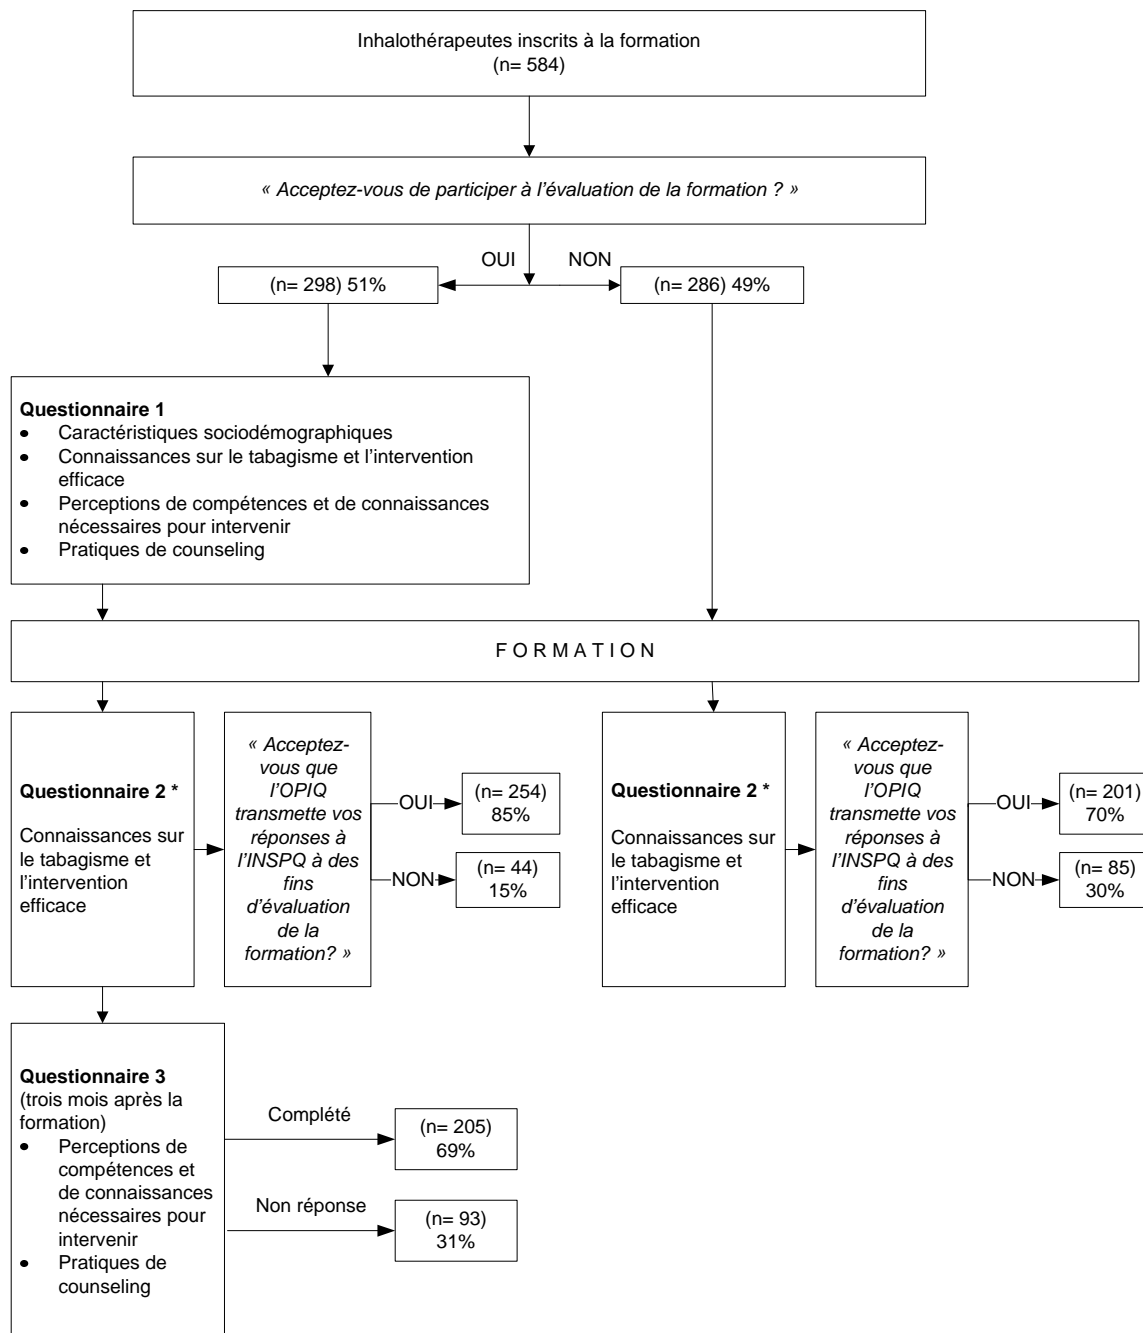 Inhalothérapeutes inscrits à la formation
(n= 584)
« Acceptez-vous de participer à l’évaluation de la formation ? »
OUI
NON
(n= 298) 51%
(n= 286) 49%
Questionnaire 1
• Caractéristiques sociodémographiques
• Connaissances sur le tabagisme et l’intervention
efficace
• Perceptions de compétences et de connaissances
nécessaires pour intervenir
• Pratiques de counseling
F O R M A T I O N
Questionnaire 2 *
Connaissances sur
le tabagisme et
l’intervention
efficace
« Acceptez-
vous que
l’OPIQ
transmette vos
réponses à
l’INSPQ à des
fins
d’évaluation
de la
formation? »
OUI
(n= 254)
85%
NON
(n= 44)
15%
Questionnaire 2 *
Connaissances sur
le tabagisme et
l’intervention
efficace
« Acceptez-
vous que
l’OPIQ
transmette vos
réponses à
l’INSPQ à des
fins
d’évaluation
de la
formation? »
OUI
(n= 201)
70%
NON
(n= 85)
30%
Questionnaire 3
(trois mois après la
formation)
• Perceptions de
compétences et
de connaissances
nécessaires pour
intervenir
• Pratiques de
counseling
Complété
(n= 205)
69%
Non réponse
(n= 93)
31%